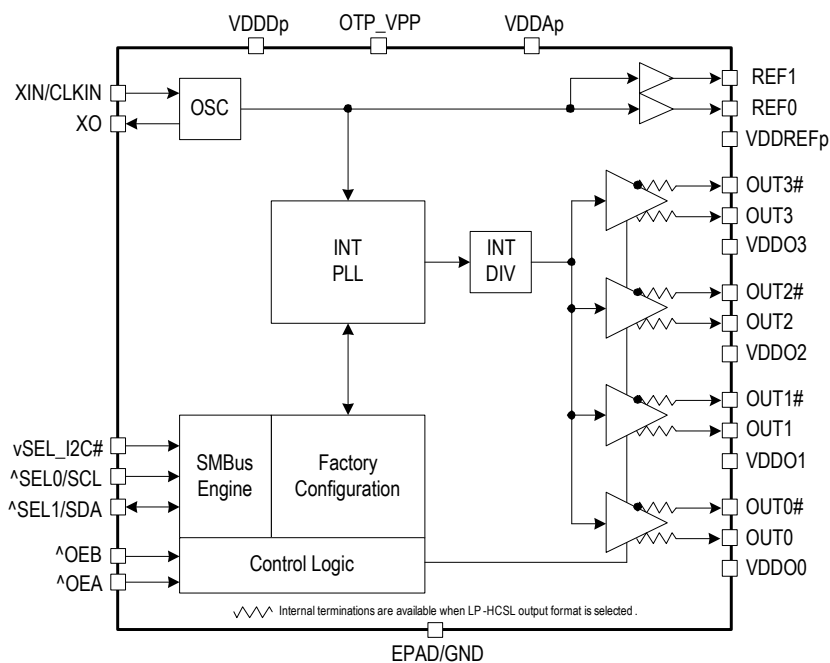 VDDDp
OTP_VPP
VDDAp
XIN/CLKIN
XO
OSC
REF1
REF0
VDDREFp
INT
PLL
INT
DIV
OUT3#
OUT3
VDDO3
OUT2#
OUT2
VDDO2
OUT1#
OUT1
VDDO1
OUT0#
OUT0
VDDO0
vSEL_I2C#
^SEL0/SCL
^SEL1/SDA
^OEB
^OEA
SMBus
Engine
Factory
Configuration
Control Logic
Internal terminations are available when LP-HCSL output format is selected.
EPAD/GND